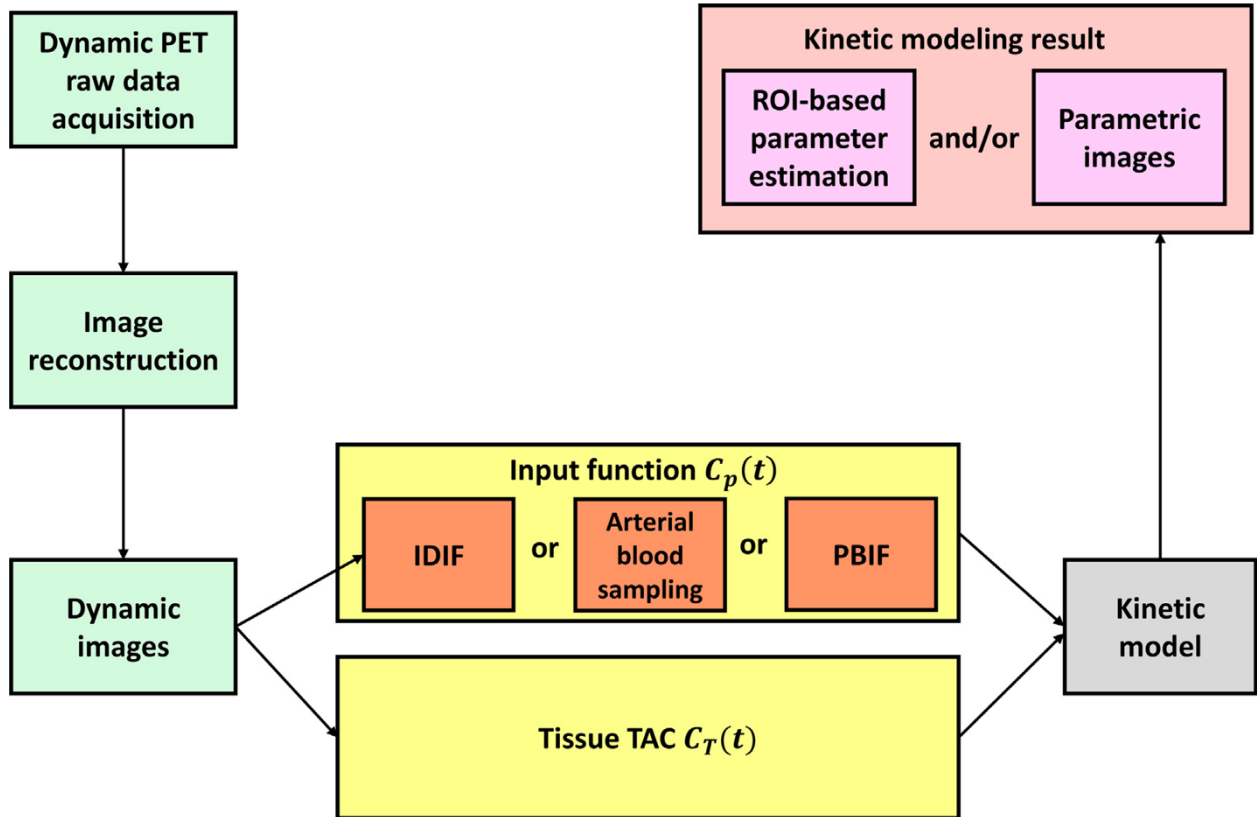 Dynamic PET
raw data
acquisition
Image
reconstruction
Dynamic
images
Input function C_p(t)
IDIF
or
Arterial
blood
sampling
or
PBIF
Tissue TAC C_T(t)
Kinetic
model
Kinetic modeling result
ROI-based
parameter
estimation
and/or
Parametric
images